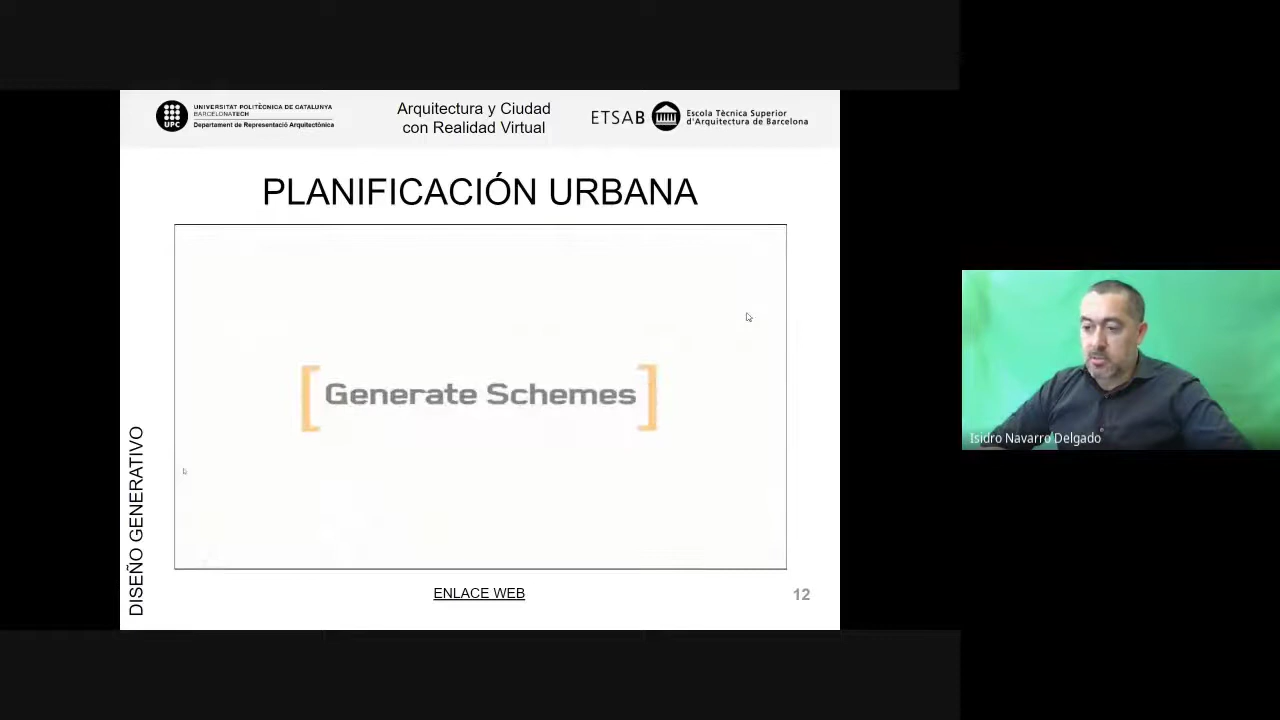 UNIVERSITAT POLITÈCNICA DE CATALUNYA
BARCELONATECH
Departament de Representació Arquitectònica
UPC
Arquitectura y Ciudad
con Realidad Virtual
ETSAB
Escola Tècnica Superior
d'Arquitectura de Barcelona
PLANIFICACIÓN URBANA
[Generate Schemes]
DISEÑO GENERATIVO
ENLACE WEB
12
Isidro Navarro Delgado